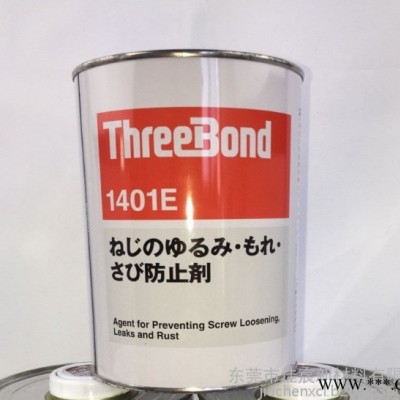 ThreeBond
1401E
ねじのゆるみ・もれ・
さび防止剤
Agent for Preventing Screw Loosening,
Leaks and Rust